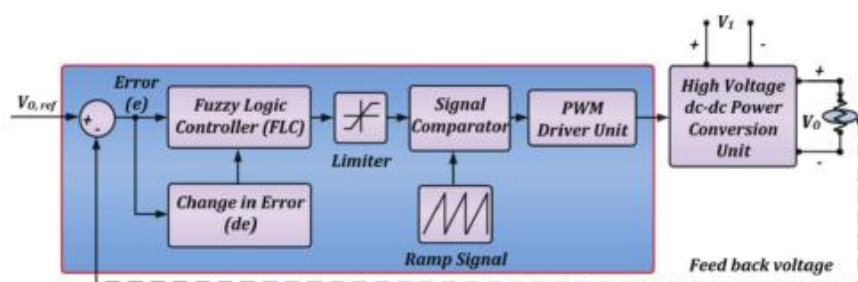 V₁
+ -
Error
(e)
V₀, ref
+
-
Fuzzy Logic
Controller (FLC)
Limiter
Signal
Comparator
PWM
Driver Unit
High Voltage
dc-dc Power
Conversion
Unit
+
V₀
-
Change in Error
(de)
Ramp Signal
Feed back voltage